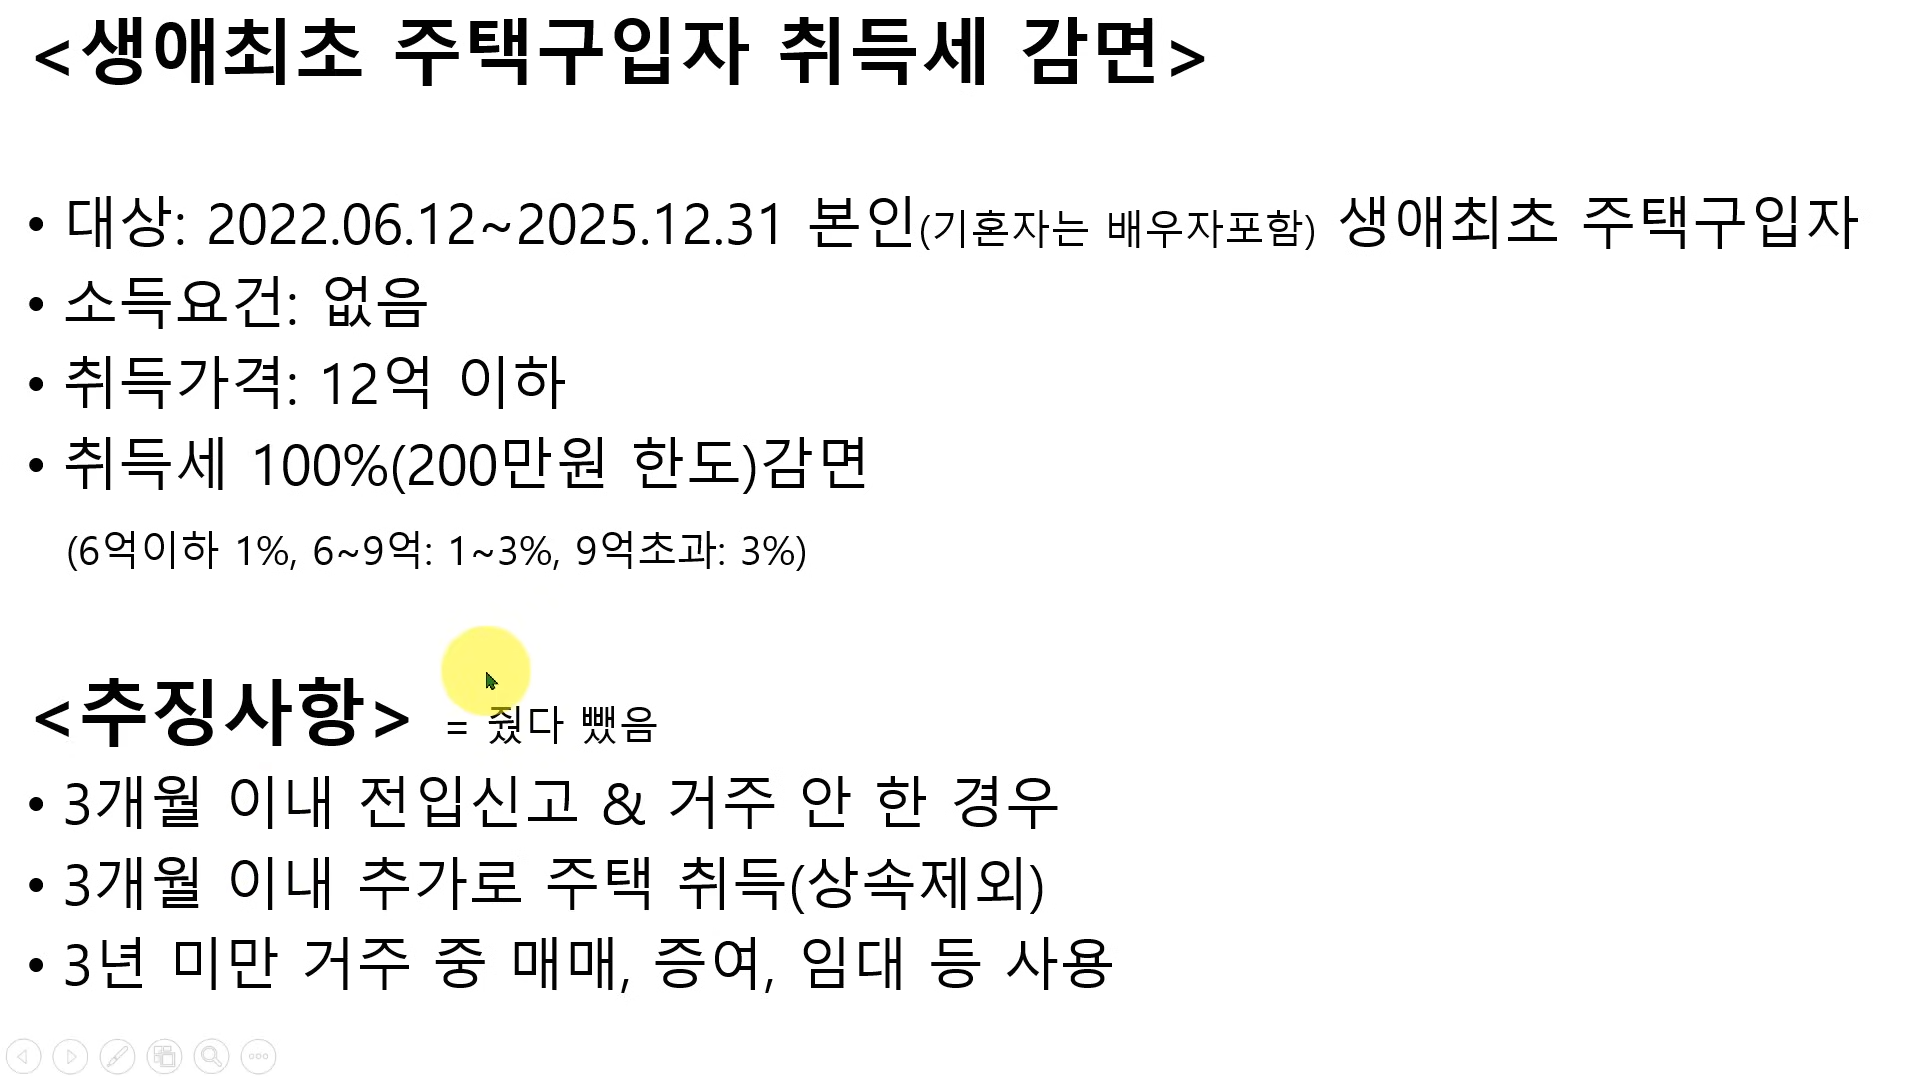 <생애최초 주택구입자 취득세 감면>
• 대상: 2022.06.12~2025.12.31 본인(기혼자는 배우자포함) 생애최초 주택구입자
• 소득요건: 없음
• 취득가격: 12억 이하
• 취득세 100%(200만원 한도)감면
(6억이하 1%, 6~9억: 1~3%, 9억초과: 3%)
<추징사항> = 줬다 뺐음
• 3개월 이내 전입신고 & 거주 안 한 경우
• 3개월 이내 추가로 주택 취득(상속제외)
• 3년 미만 거주 중 매매, 증여, 임대 등 사용